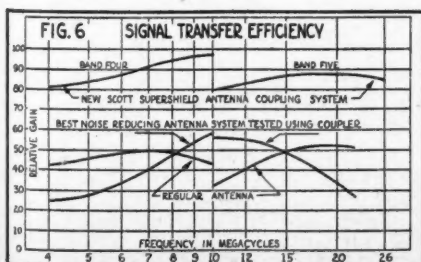 FIG. 6 SIGNAL TRANSFER EFFICIENCY
100
90
80
70
60
50
40
30
20
10
0
RELATIVE GAIN
BAND FOUR
BAND FIVE
NEW SCOTT SUPERSHIELD ANTENNA COUPLING SYSTEM
BEST NOISE REDUCING ANTENNA SYSTEM TESTED USING COUPLER
REGULAR ANTENNA
4 5 6 7 8 9 10 12 15 20 26
FREQUENCY, IN MEGACYCLES